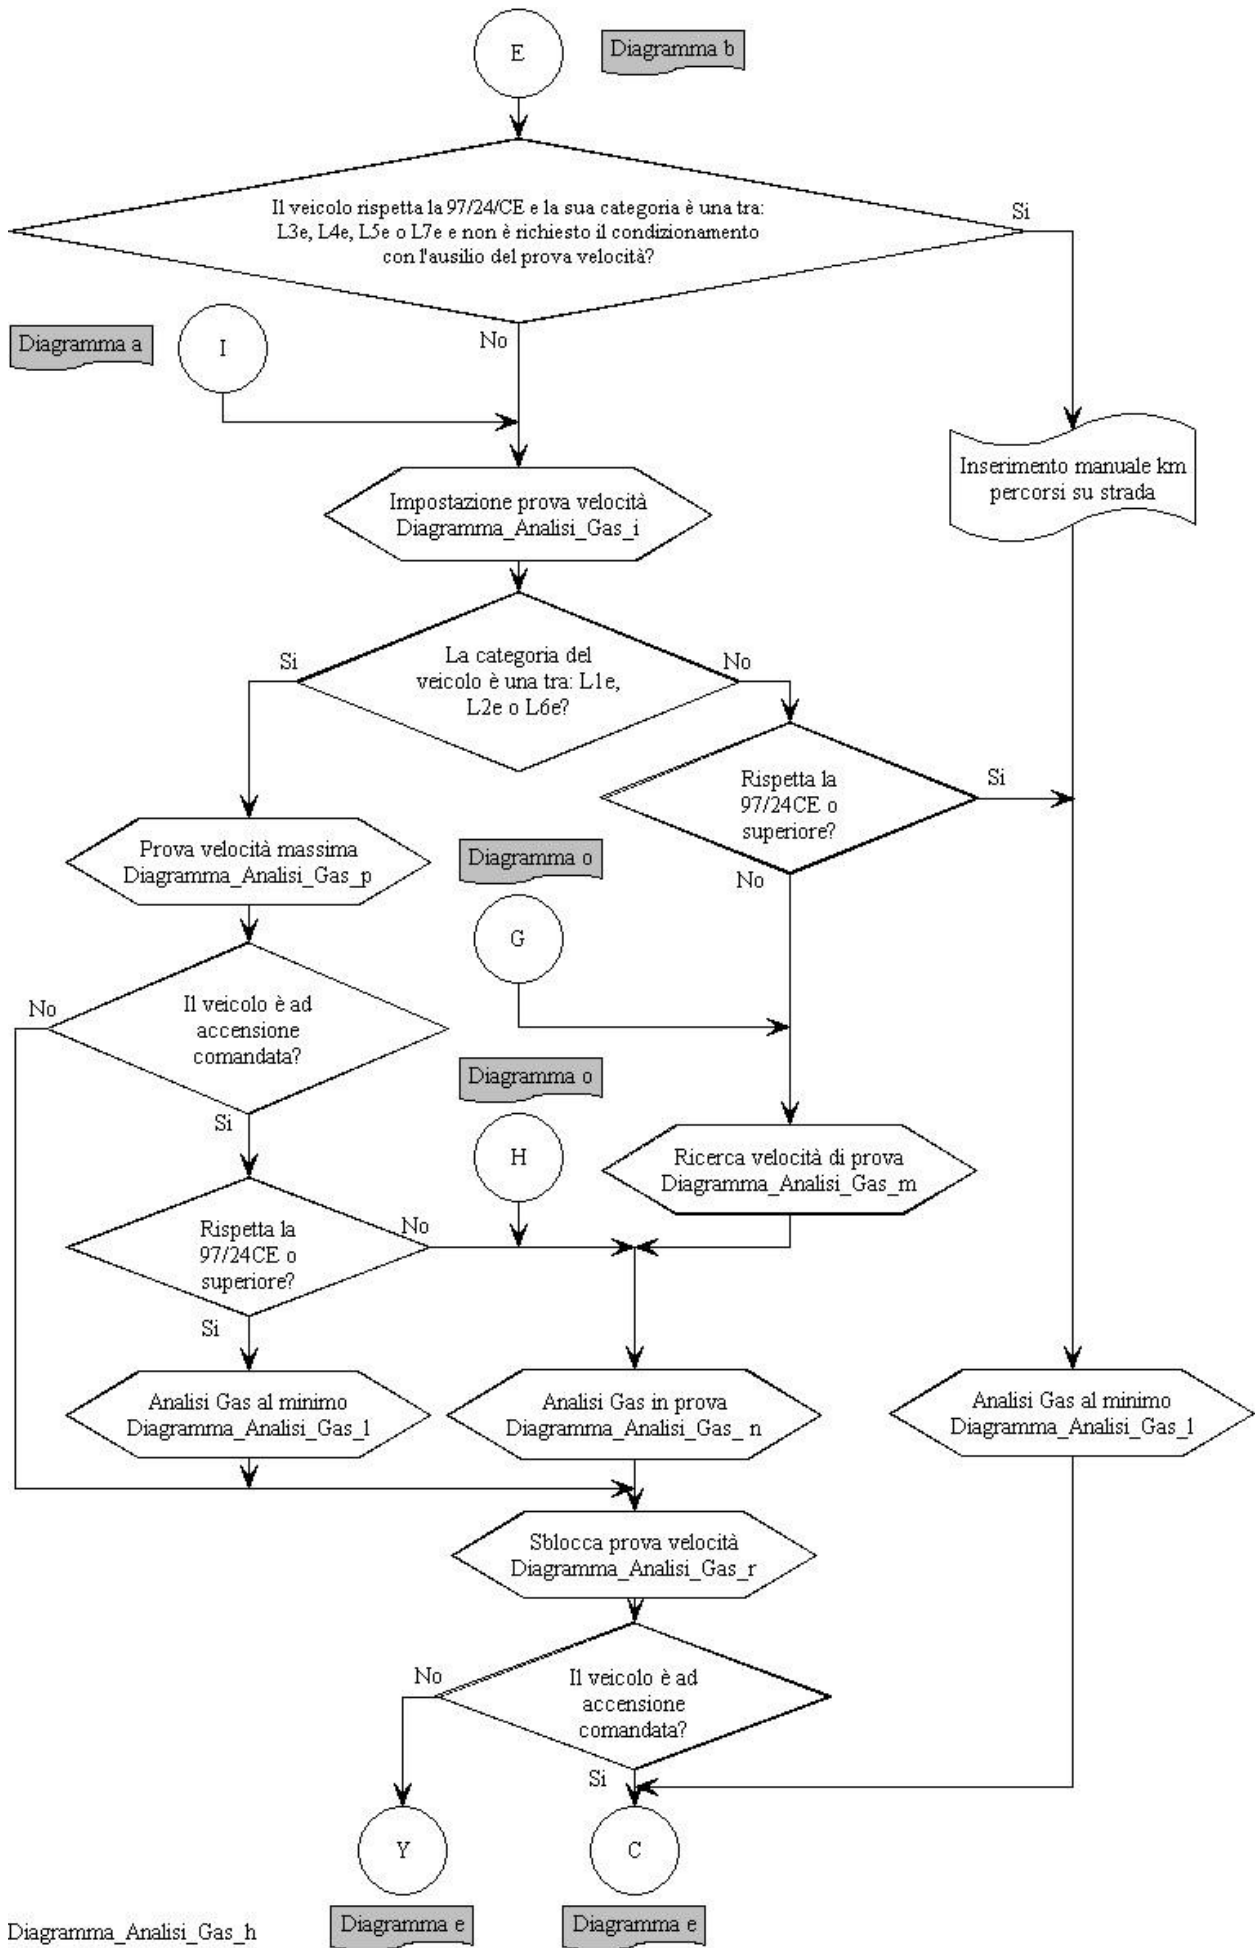 E
Diagramma b
Il veicolo rispetta la 97/24/CE e la sua categoria è una tra:
L3e, L4e, L5e o L7e e non è richiesto il condizionamento
con l'ausilio del prova velocità?
Si
No
Diagramma a
I
Inserimento manuale km
percorsi su strada
Impostazione prova velocità
Diagramma_Analisi_Gas_i
La categoria del
veicolo è una tra: L1e,
L2e o L6e?
Si
No
Rispetta la
97/24CE o
superiore?
Si
No
Prova velocità massima
Diagramma_Analisi_Gas_p
Diagramma o
G
Il veicolo è ad
accensione
comandata?
No
Si
Diagramma o
H
Ricerca velocità di prova
Diagramma_Analisi_Gas_m
Rispetta la
97/24CE o
superiore?
No
Si
Analisi Gas al minimo
Diagramma_Analisi_Gas_l
Analisi Gas in prova
Diagramma_Analisi_Gas_ n
Analisi Gas al minimo
Diagramma_Analisi_Gas_l
Sblocca prova velocità
Diagramma_Analisi_Gas_r
Il veicolo è ad
accensione
comandata?
No
Si
Y
C
Diagramma e
Diagramma e
Diagramma_Analisi_Gas_h